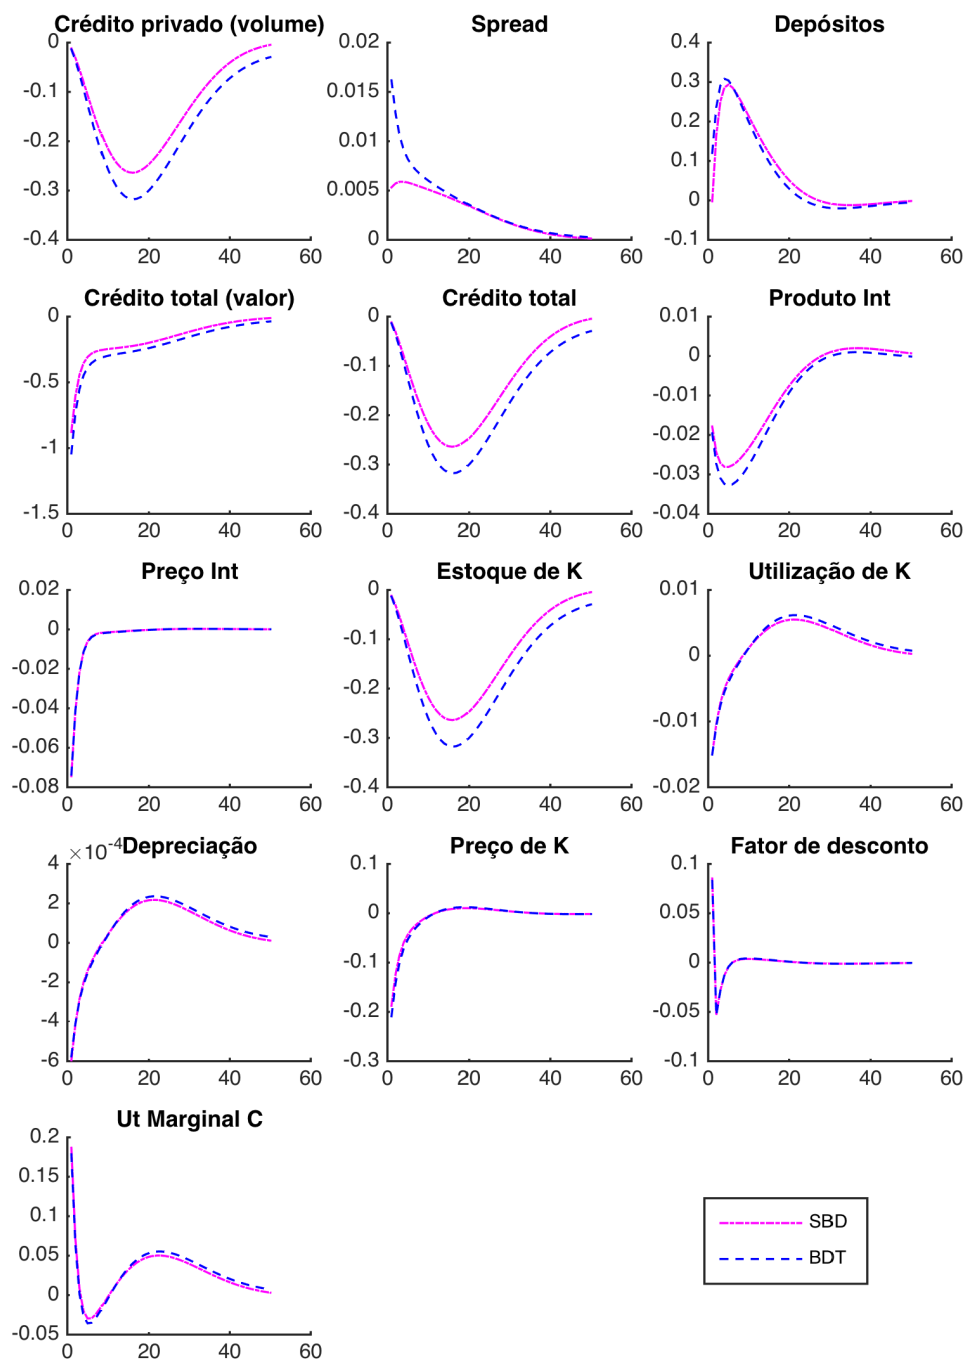 Crédito privado (volume)
0
-0.1
-0.2
-0.3
-0.4
0 20 40 60
Spread
0.02
0.015
0.01
0.005
0
0 20 40 60
Depósitos
0.4
0.3
0.2
0.1
0
-0.1
0 20 40 60
Crédito total (valor)
0
-0.5
-1
-1.5
0 20 40 60
Crédito total
0
-0.1
-0.2
-0.3
-0.4
0 20 40 60
Produto Int
0.01
0
-0.01
-0.02
-0.03
-0.04
0 20 40 60
Preço Int
0.02
0
-0.02
-0.04
-0.06
-0.08
0 20 40 60
Estoque de K
0
-0.1
-0.2
-0.3
-0.4
0 20 40 60
Utilização de K
0.01
0
-0.01
-0.02
0 20 40 60
×10⁻⁴ Depreciação
4
2
0
-2
-4
-6
0 20 40 60
Preço de K
0.1
0
-0.1
-0.2
-0.3
0 20 40 60
Fator de desconto
0.1
0.05
0
-0.05
-0.1
0 20 40 60
Ut Marginal C
0.2
0.15
0.1
0.05
0
-0.05
0 20 40 60
SBD
BDT